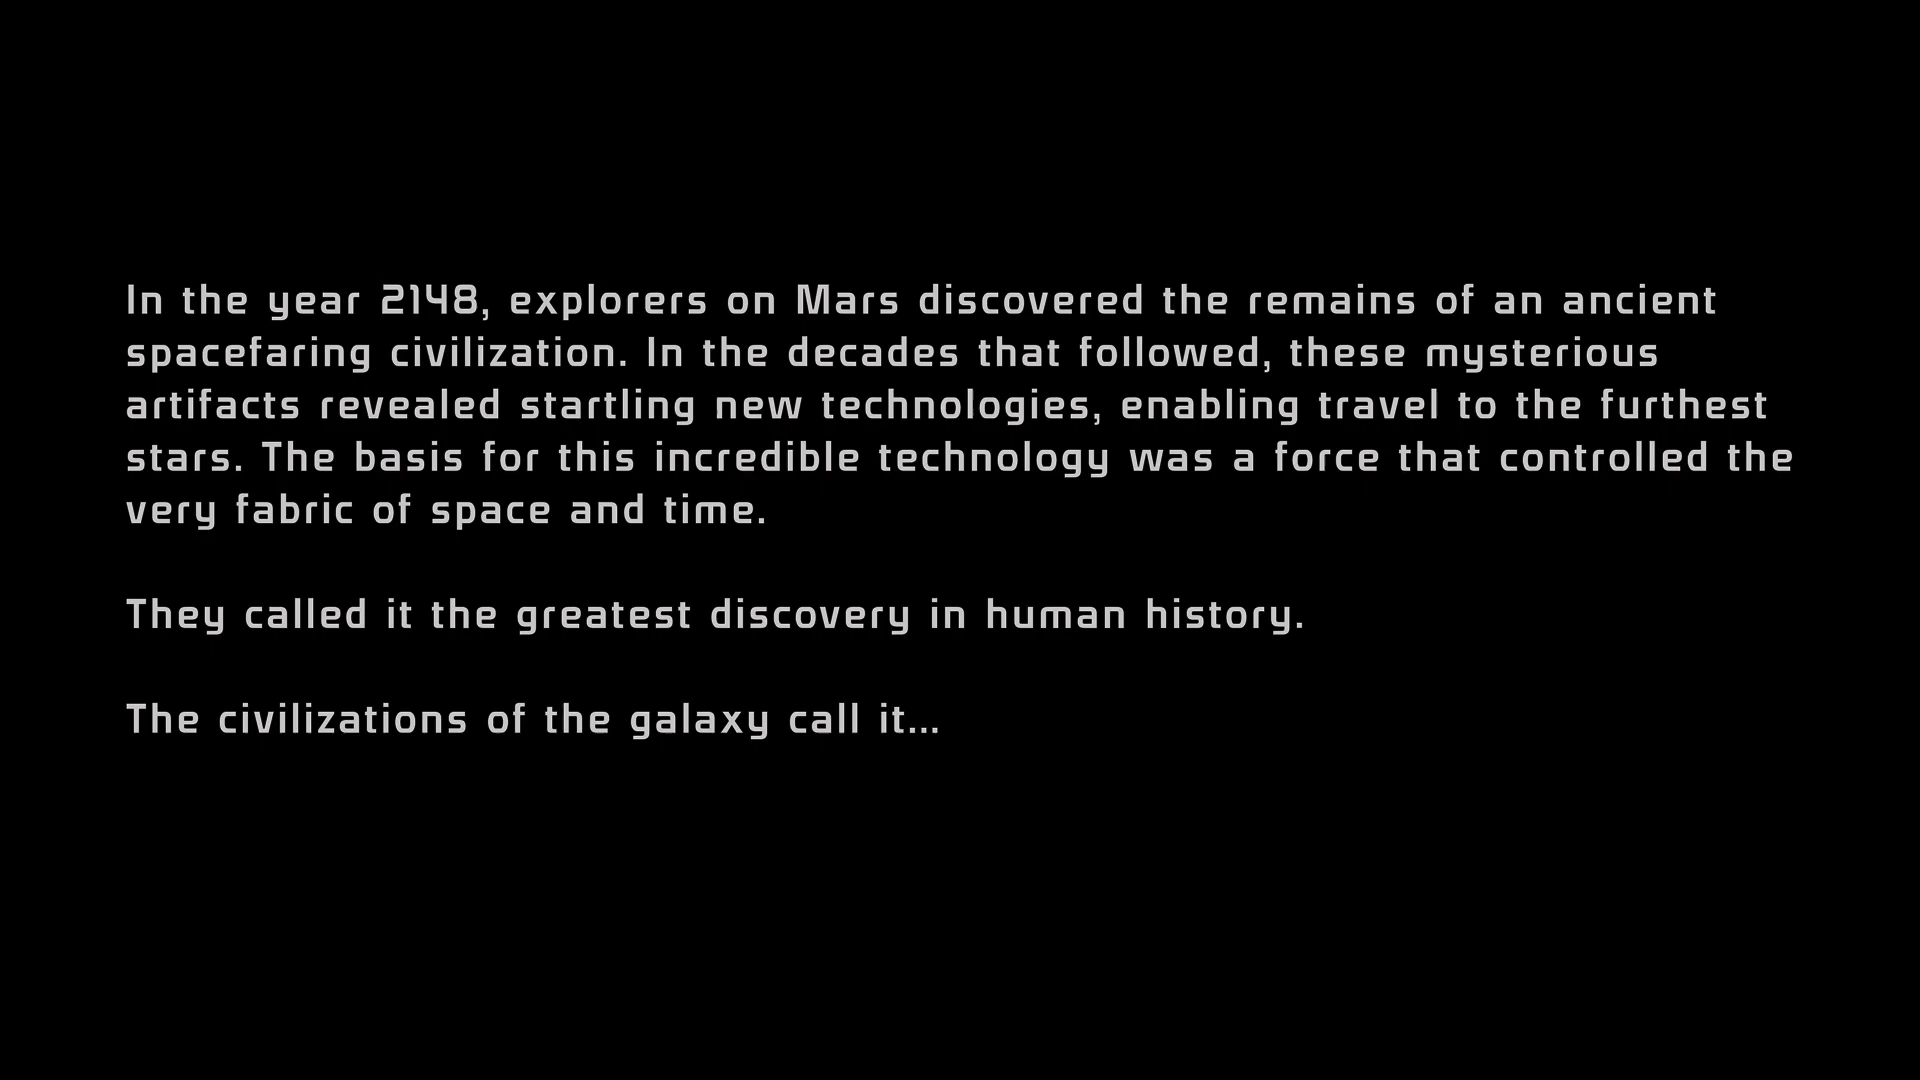 In the year 2148, explorers on Mars discovered the remains of an ancient
spacefaring civilization. In the decades that followed, these mysterious
artifacts revealed startling new technologies, enabling travel to the furthest
stars. The basis for this incredible technology was a force that controlled the
very fabric of space and time.
They called it the greatest discovery in human history.
The civilizations of the galaxy call it...